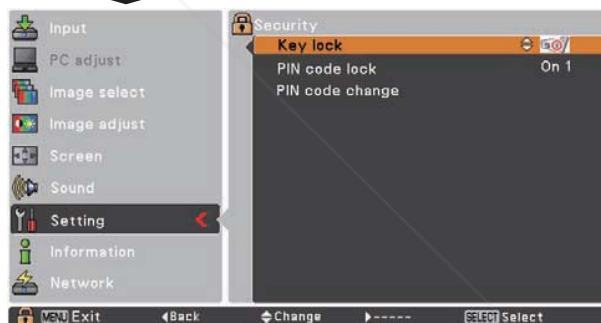 Input
PC adjust
Image select
Image adjust
Screen
Sound
Setting
Information
Network
Security
Key lock
PIN code lock On 1
PIN code change
MENU Exit ◀Back Change ▶----- SELECT Select